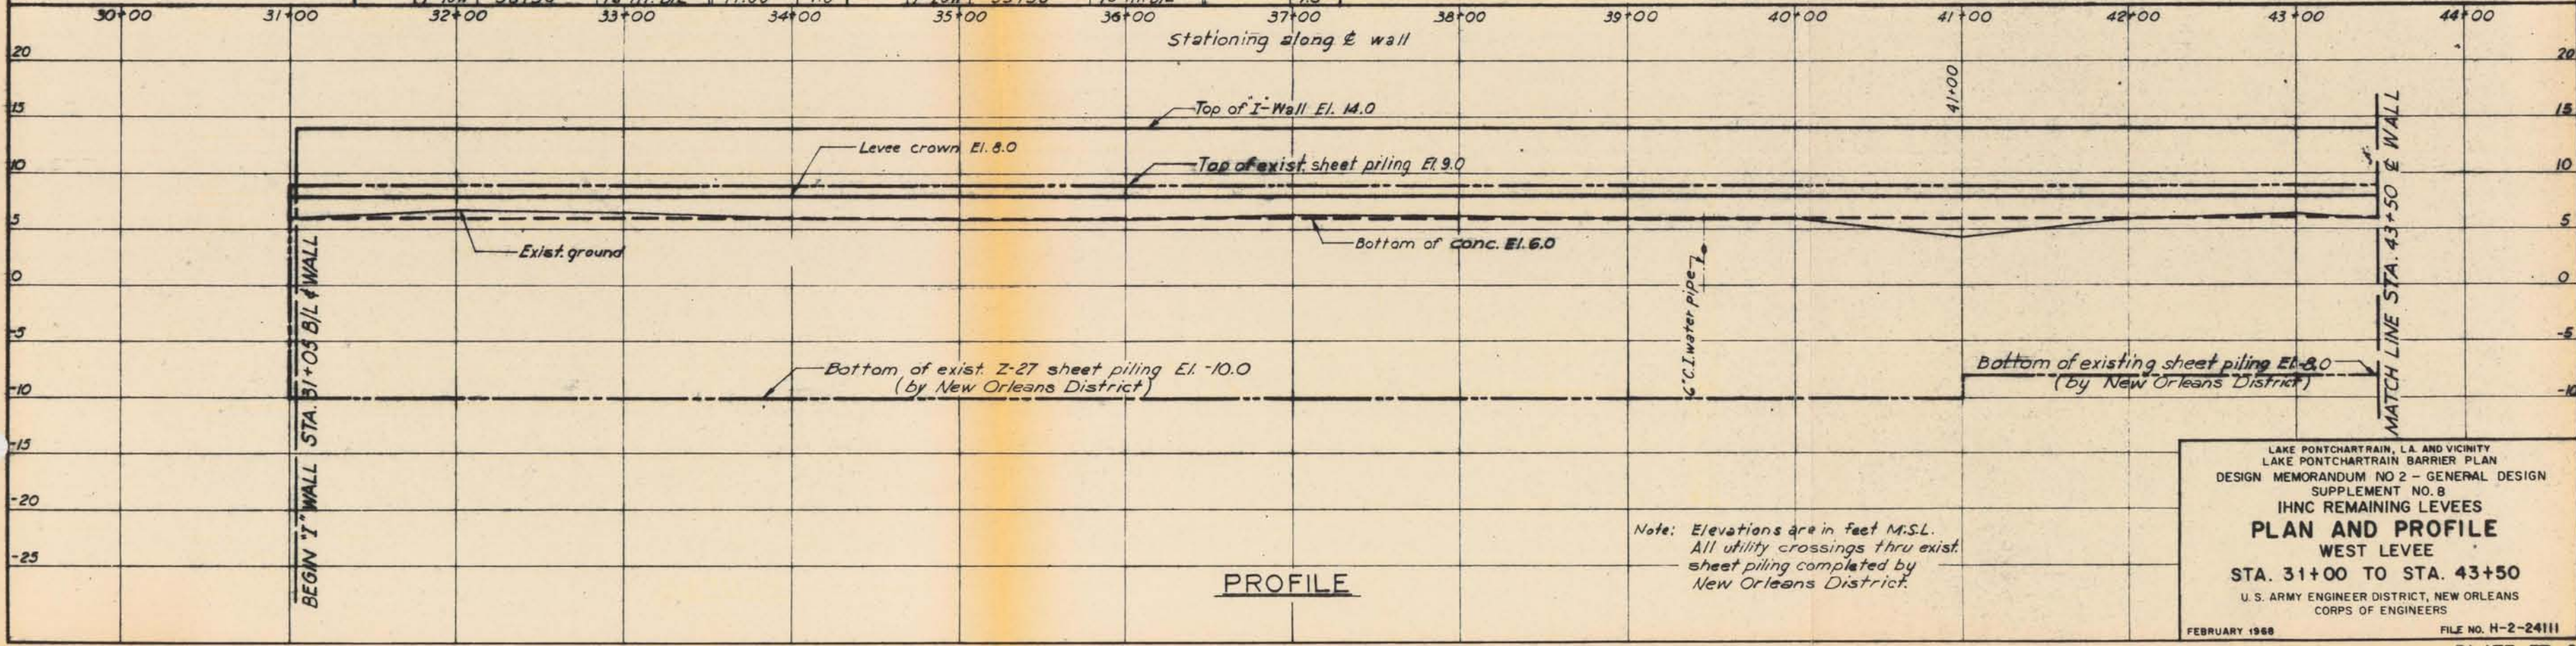 30+00 31+00 32+00 33+00 34+00 35+00 36+00 37+00 38+00 39+00 40+00 41+00 42+00 43+00 44+00
Stationing along ℄ wall
20 20
15 15
10 10
5 5
0 0
-5 -5
-10 -10
-15
-20
-25
41+00
Top of "I"-Wall El. 14.0
Levee crown El. 8.0
Top of exist. sheet piling El. 9.0
Exist. ground
Bottom of conc. El. 6.0
6" C.I. water pipe
BEGIN "I" WALL STA. 31+05 B/L ℄ WALL
MATCH LINE STA. 43+50 ℄ WALL
Bottom of exist. Z-27 sheet piling El. -10.0
(by New Orleans District)
Bottom of existing sheet piling El. -8.0
(by New Orleans District)
Note: Elevations are in feet M.S.L.
All utility crossings thru exist.
sheet piling completed by
New Orleans District.
PROFILE
LAKE PONTCHARTRAIN, LA. AND VICINITY
LAKE PONTCHARTRAIN BARRIER PLAN
DESIGN MEMORANDUM NO 2 - GENERAL DESIGN
SUPPLEMENT NO. 8
IHNC REMAINING LEVEES
PLAN AND PROFILE
WEST LEVEE
STA. 31+00 TO STA. 43+50
U. S. ARMY ENGINEER DISTRICT, NEW ORLEANS
CORPS OF ENGINEERS
FEBRUARY 1968 FILE NO. H-2-24111